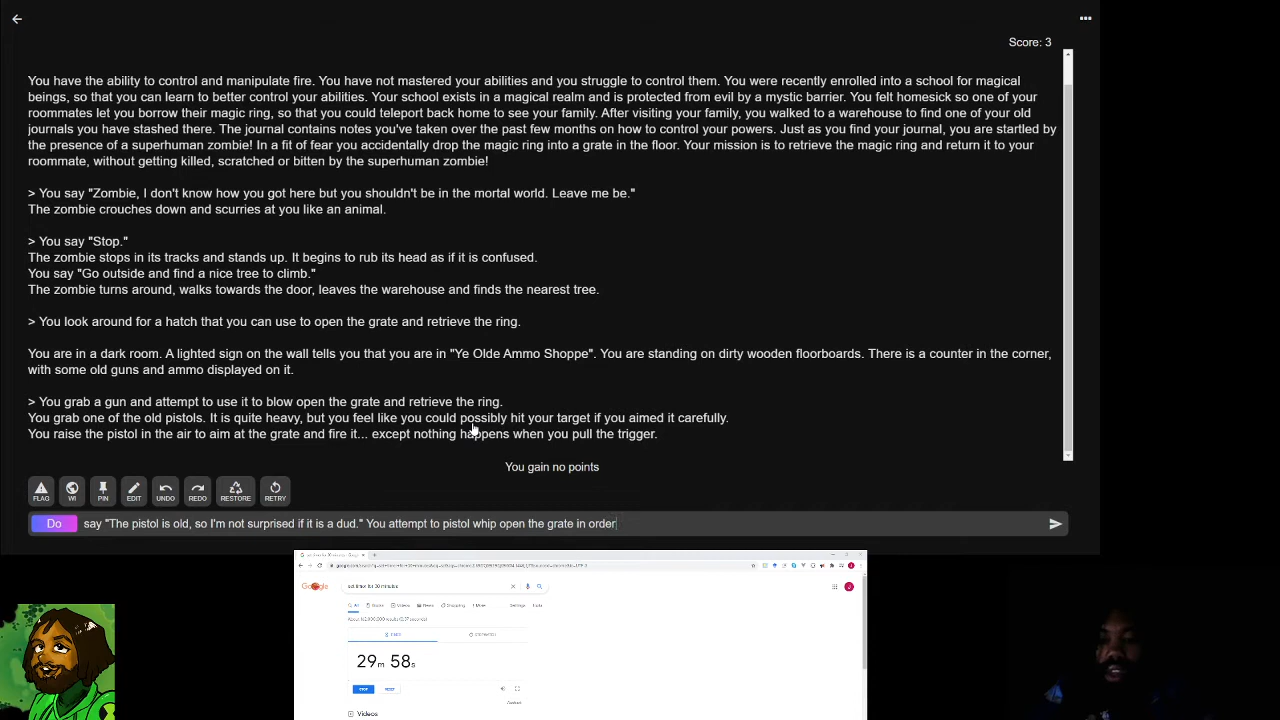 Score: 3
You have the ability to control and manipulate fire. You have not mastered your abilities and you struggle to control them. You were recently enrolled into a school for magical
beings, so that you can learn to better control your abilities. Your school exists in a magical realm and is protected from evil by a mystic barrier. You felt homesick so one of your
roommates let you borrow their magic ring, so that you could teleport back home to see your family. After visiting your family, you walked to a warehouse to find one of your old
journals you have stashed there. The journal contains notes you've taken over the past few months on how to control your powers. Just as you find your journal, you are startled by
the presence of a superhuman zombie! In a fit of fear you accidentally drop the magic ring into a grate in the floor. Your mission is to retrieve the magic ring and return it to your
roommate, without getting killed, scratched or bitten by the superhuman zombie!
> You say "Zombie, I don't know how you got here but you shouldn't be in the mortal world. Leave me be."
The zombie crouches down and scurries at you like an animal.
> You say "Stop."
The zombie stops in its tracks and stands up. It begins to rub its head as if it is confused.
You say "Go outside and find a nice tree to climb."
The zombie turns around, walks towards the door, leaves the warehouse and finds the nearest tree.
> You look around for a hatch that you can use to open the grate and retrieve the ring.
You are in a dark room. A lighted sign on the wall tells you that you are in "Ye Olde Ammo Shoppe". You are standing on dirty wooden floorboards. There is a counter in the corner,
with some old guns and ammo displayed on it.
> You grab a gun and attempt to use it to blow open the grate and retrieve the ring.
You grab one of the old pistols. It is quite heavy, but you feel like you could possibly hit your target if you aimed it carefully.
You raise the pistol in the air to aim at the grate and fire it... except nothing happens when you pull the trigger.
You gain no points
FLAG WI PIN EDIT UNDO REDO RESTORE RETRY
Do say "The pistol is old, so I'm not surprised if it is a dud." You attempt to pistol whip open the grate in order
Google set timer for 30 minutes
All Videos News Shopping More Settings
29m 58s
STOP RESET
Videos